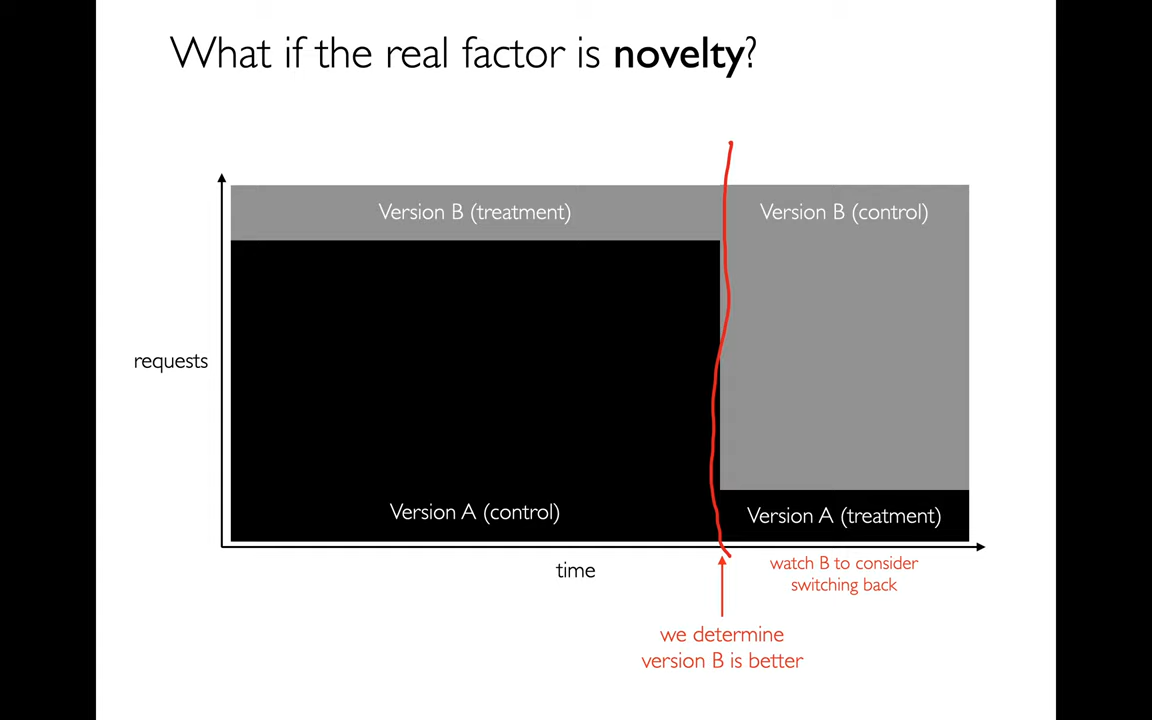 What if the real factor is novelty?
Version B (treatment)
Version B (control)
requests
Version A (control)
Version A (treatment)
time
watch B to consider
switching back
we determine
version B is better